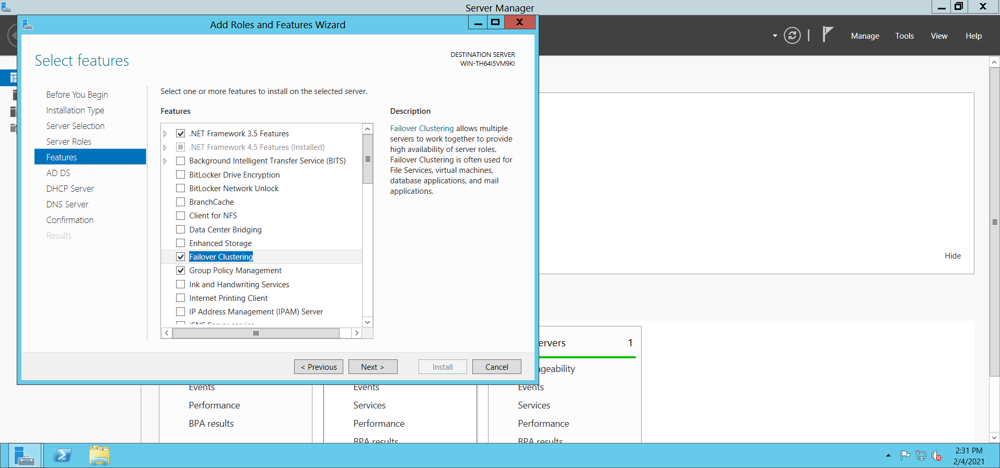 Server Manager
Add Roles and Features Wizard
Manage
Tools
View
Help
Select features
DESTINATION SERVER
WIN-TH64I5VM9KI
Before You Begin
Installation Type
Server Selection
Server Roles
Features
AD DS
DHCP Server
DNS Server
Confirmation
Results
Select one or more features to install on the selected server.
Features
.NET Framework 3.5 Features
.NET Framework 4.5 Features (Installed)
Background Intelligent Transfer Service (BITS)
BitLocker Drive Encryption
BitLocker Network Unlock
BranchCache
Client for NFS
Data Center Bridging
Enhanced Storage
Failover Clustering
Group Policy Management
Ink and Handwriting Services
Internet Printing Client
IP Address Management (IPAM) Server
iSNS Server service
Description
Failover Clustering allows multiple
servers to work together to provide
high availability of server roles.
Failover Clustering is often used for
File Services, virtual machines,
database applications, and mail
applications.
< Previous
Next >
Install
Cancel
Hide
ervers 1
ageability
Events
Performance
BPA results
Events
Services
Performance
BPA results
Events
Services
Performance
BPA results
2:31 PM
2/4/2021